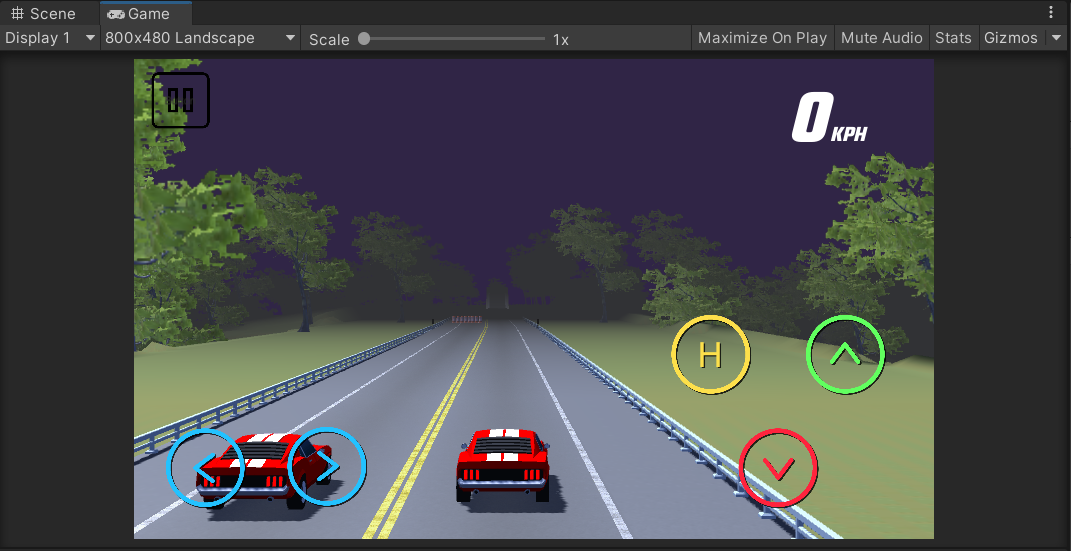 Scene Game
Display 1 800x480 Landscape Scale 1x Maximize On Play Mute Audio Stats Gizmos
0 KPH
H